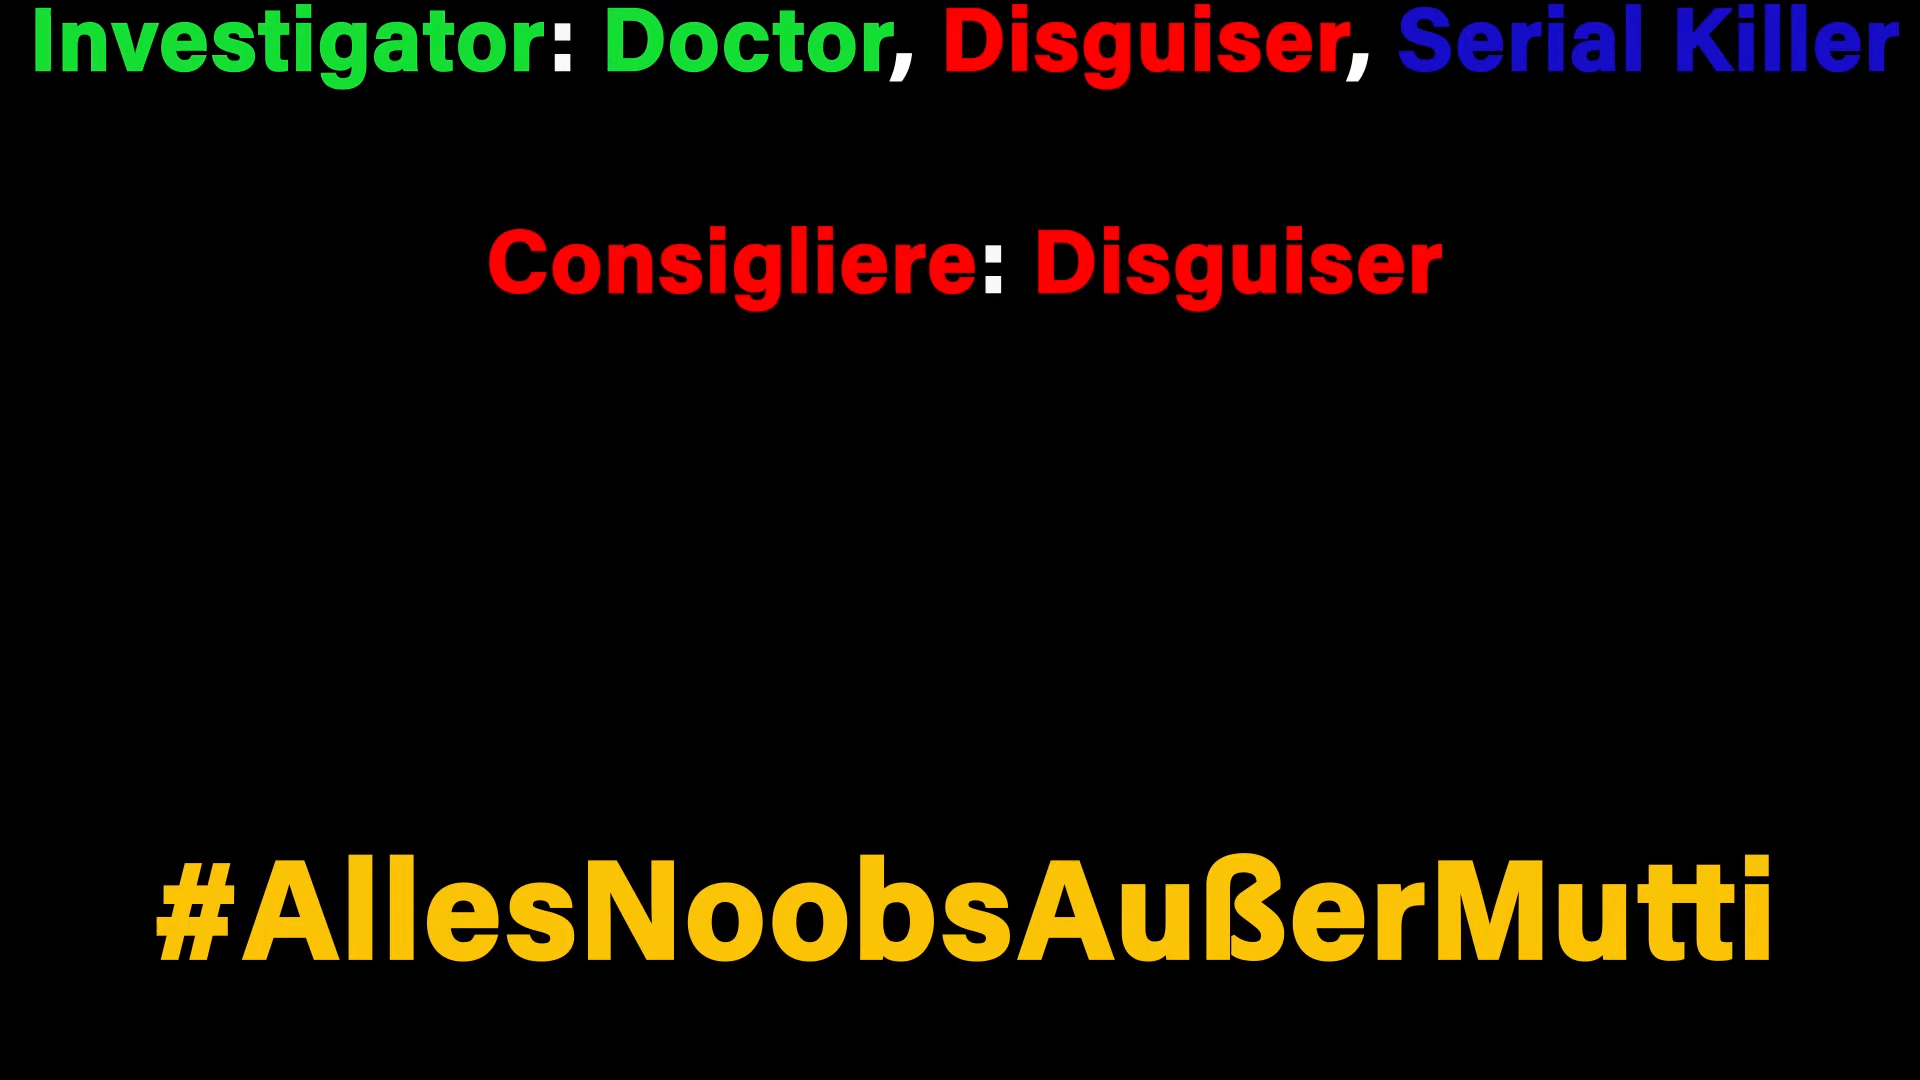 Investigator: Doctor, Disguiser, Serial Killer
Consigliere: Disguiser
#AllesNoobsAußerMutti